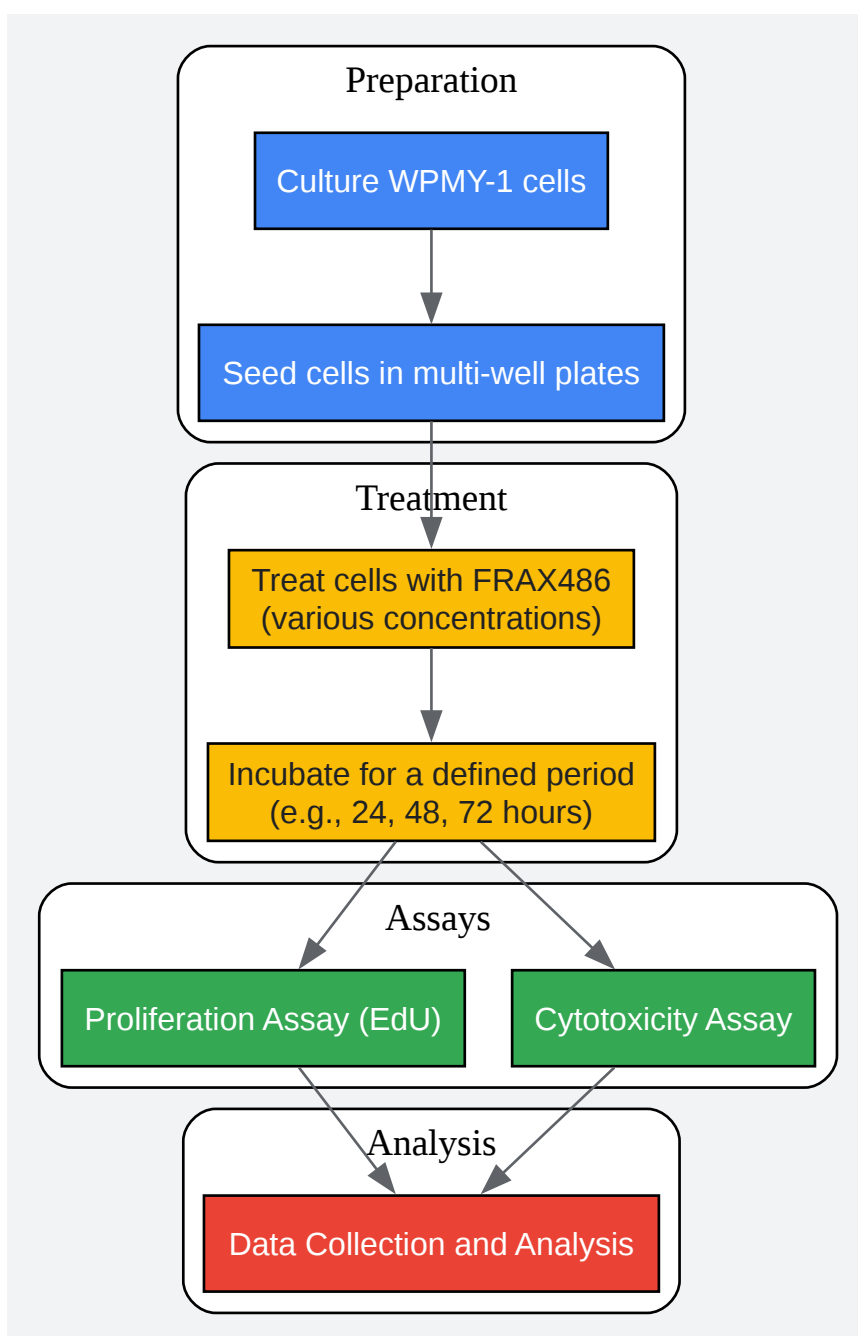 Preparation
Culture WPMY-1 cells
Seed cells in multi-well plates
Treatment
Treat cells with FRAX486
(various concentrations)
Incubate for a defined period
(e.g., 24, 48, 72 hours)
Assays
Proliferation Assay (EdU)
Cytotoxicity Assay
Analysis
Data Collection and Analysis